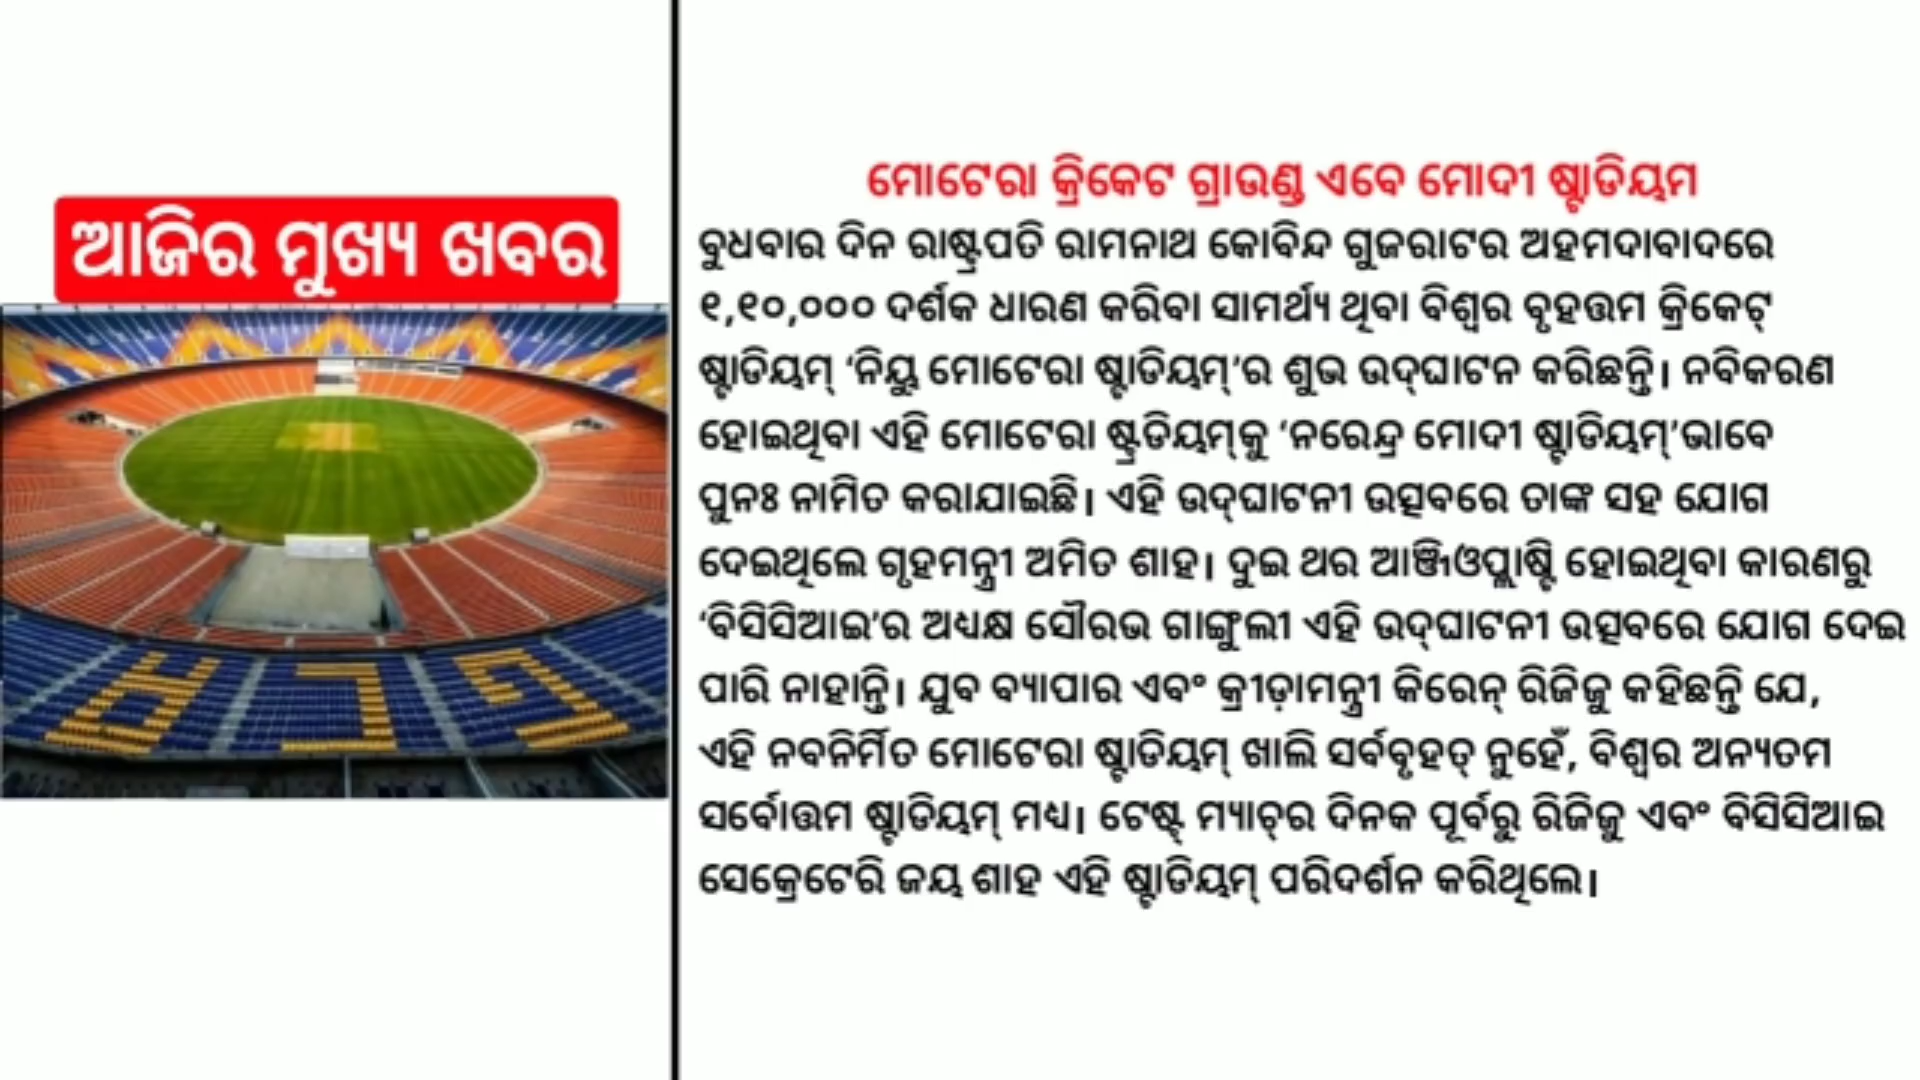 ଆଜିର ମୁଖ୍ୟ ଖବର
ମୋଟେରା କ୍ରିକେଟ ଗ୍ରାଉଣ୍ଡ ଏବେ ମୋଦୀ ଷ୍ଟାଡିୟମ
ବୁଧବାର ଦିନ ରାଷ୍ଟ୍ରପତି ରାମନାଥ କୋବିନ୍ଦ ଗୁଜରାଟର ଅହମଦାବାଦରେ
୧,୧୦,୦୦୦ ଦର୍ଶକ ଧାରଣ କରିବା ସାମର୍ଥ୍ୟ ଥିବା ବିଶ୍ୱର ବୃହତ୍ତମ କ୍ରିକେଟ୍
ଷ୍ଟାଡିୟମ୍ ‘ନିୟୁ ମୋଟେରା ଷ୍ଟାଡିୟମ୍’ର ଶୁଭ ଉଦ୍‌ଘାଟନ କରିଛନ୍ତି। ନବିକରଣ
ହୋଇଥିବା ଏହି ମୋଟେରା ଷ୍ଟ୍ରଡିୟମ୍‌କୁ ‘ନରେନ୍ଦ୍ର ମୋଦୀ ଷ୍ଟାଡିୟମ୍’ଭାବେ
ପୁନଃ ନାମିତ କରାଯାଇଛି। ଏହି ଉଦ୍‌ଘାଟନୀ ଉତ୍ସବରେ ତାଙ୍କ ସହ ଯୋଗ
ଦେଇଥିଲେ ଗୃହମନ୍ତ୍ରୀ ଅମିତ ଶାହ। ଦୁଇ ଥର ଆଞ୍ଜିଓପ୍ଲାଷ୍ଟି ହୋଇଥିବା କାରଣରୁ
‘ବିସିସିଆଇ’ର ଅଧ୍ୟକ୍ଷ ସୌରଭ ଗାଙ୍ଗୁଲୀ ଏହି ଉଦ୍‌ଘାଟନୀ ଉତ୍ସବରେ ଯୋଗ ଦେଇ
ପାରି ନାହାନ୍ତି। ଯୁବ ବ୍ୟାପାର ଏବଂ କ୍ରୀଡ଼ାମନ୍ତ୍ରୀ କିରେନ୍ ରିଜିଜୁ କହିଛନ୍ତି ଯେ,
ଏହି ନବନିର୍ମିତ ମୋଟେରା ଷ୍ଟାଡିୟମ୍ ଖାଲି ସର୍ବବୃହତ୍ ନୁହେଁ, ବିଶ୍ୱର ଅନ୍ୟତମ
ସର୍ବୋତ୍ତମ ଷ୍ଟାଡିୟମ୍ ମଧ୍ୟ। ଟେଷ୍ଟ୍ ମ୍ୟାଚ୍‌ର ଦିନକ ପୂର୍ବରୁ ରିଜିଜୁ ଏବଂ ବିସିସିଆଇ
ସେକ୍ରେଟେରି ଜୟ ଶାହ ଏହି ଷ୍ଟାଡିୟମ୍ ପରିଦର୍ଶନ କରିଥିଲେ।